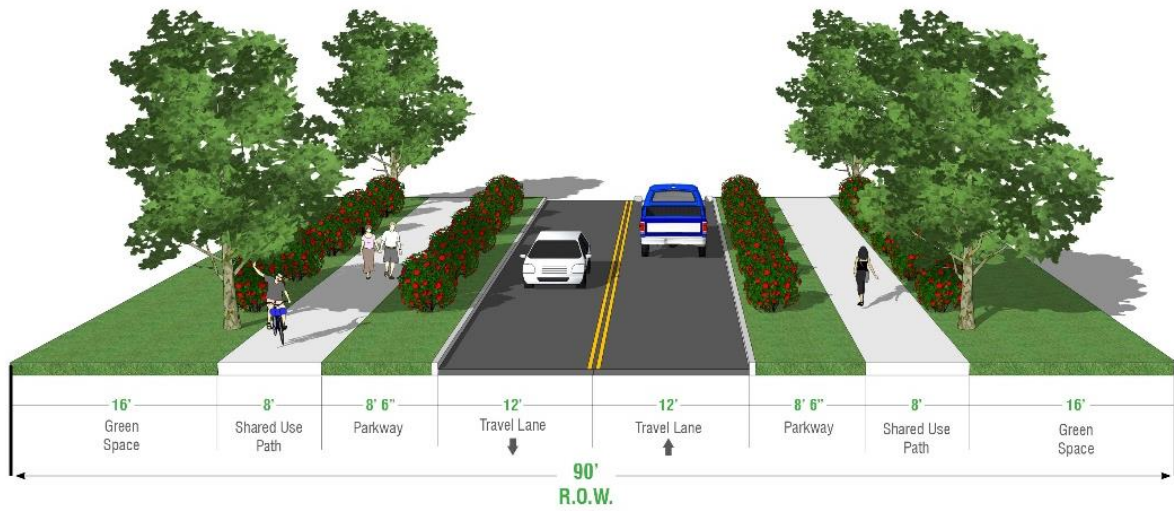 16' 8' 8' 6" 12' 12' 8' 6" 8' 16'
Green Shared Use Parkway Travel Lane Travel Lane Parkway Shared Use Green
Space Path Path Space
90'
R.O.W.